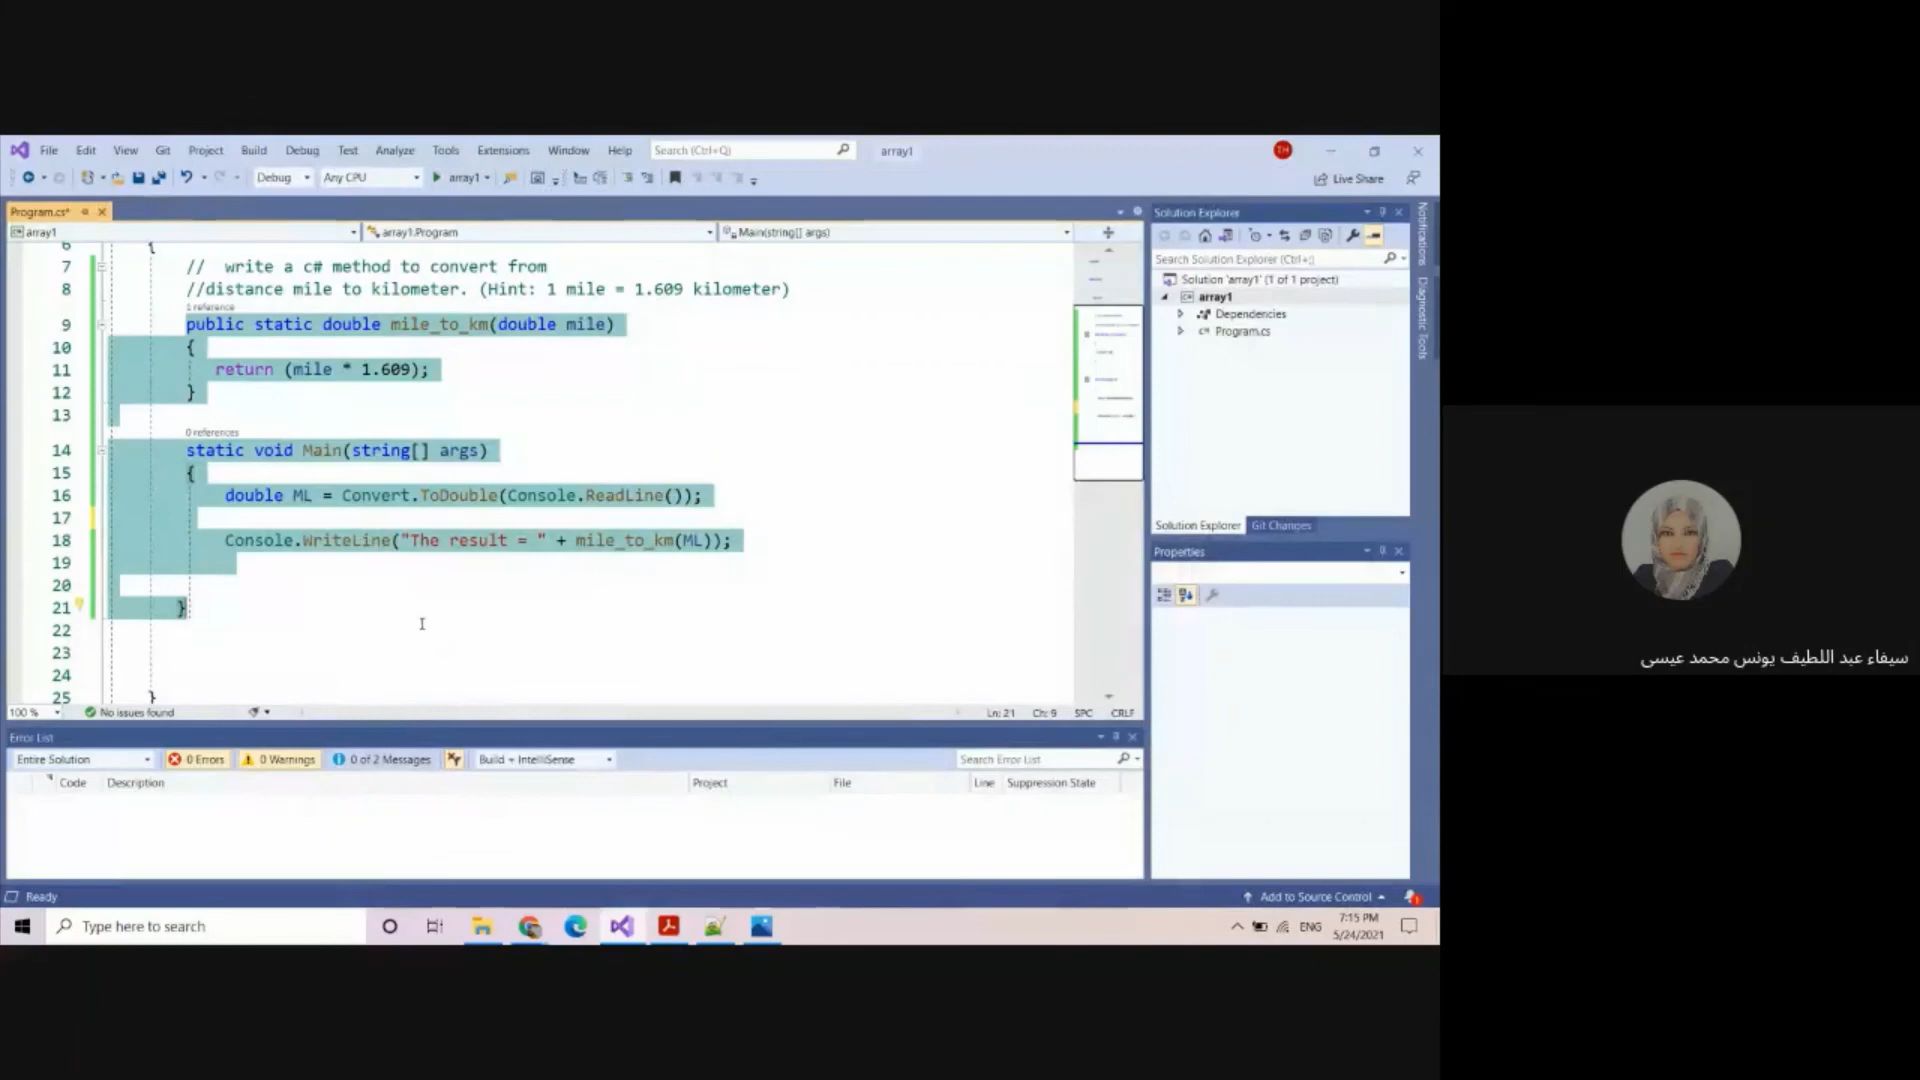 File Edit View Git Project Build Debug Test Analyze Tools Extensions Window Help Search (Ctrl+Q) array1
Debug Any CPU array1 Live Share
Program.cs*
array1 array1.Program Main(string[] args)
6 {
7 // write a c# method to convert from
8 //distance mile to kilometer. (Hint: 1 mile = 1.609 kilometer)
1 reference
9 public static double mile_to_km(double mile)
10 {
11 return (mile * 1.609);
12 }
13
0 references
14 static void Main(string[] args)
15 {
16 double ML = Convert.ToDouble(Console.ReadLine());
17
18 Console.WriteLine("The result = " + mile_to_km(ML));
19
20
21 }
22
23
24
25 }
100 % No issues found Ln: 21 Ch: 9 SPC CRLF
Error List
Entire Solution 0 Errors 0 Warnings 0 of 2 Messages Build + IntelliSense Search Error List
Code Description Project File Line Suppression State
Solution Explorer
Search Solution Explorer (Ctrl+;)
Solution 'array1' (1 of 1 project)
array1
Dependencies
Program.cs
Solution Explorer Git Changes
Properties
Notifications
Diagnostic Tools
Ready Add to Source Control
Type here to search ENG 7:15 PM
5/24/2021
سيفاء عبد اللطيف يونس محمد عيسى